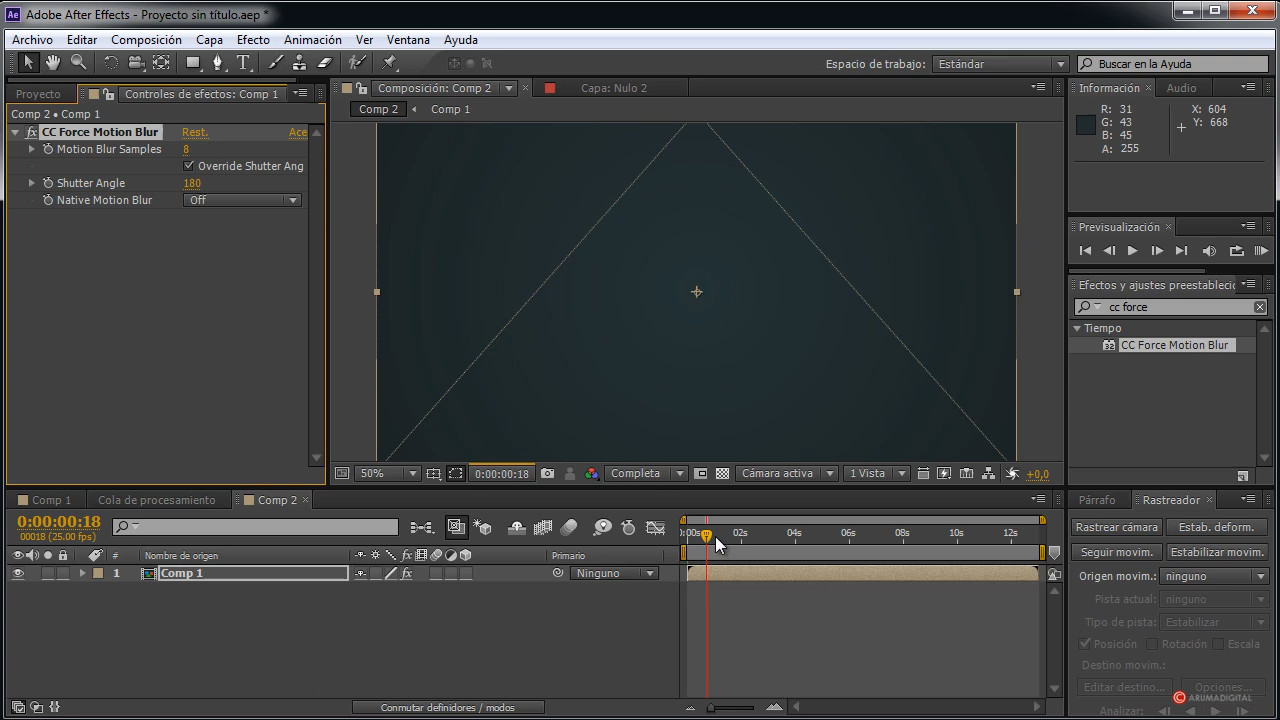 Ae Adobe After Effects - Proyecto sin título.aep *
Archivo Editar Composición Capa Efecto Animación Ver Ventana Ayuda
Espacio de trabajo: Estándar Buscar en la Ayuda
Proyecto Controles de efectos: Comp 1 Composición: Comp 2 Capa: Nulo 2 Información Audio
Comp 2 • Comp 1 Comp 2 Comp 1
fx CC Force Motion Blur Rest. Ace
Motion Blur Samples 8
Override Shutter Ang
Shutter Angle 180
Native Motion Blur Off
R: 31 X: 604
G: 43 Y: 668
B: 45
A: 255
Previsualización
Efectos y ajustes preestablecid
cc force
Tiempo
32 CC Force Motion Blur
50% 0:00:00:18 Completa Cámara activa 1 Vista +0,0
Comp 1 Cola de procesamiento Comp 2 Párrafo Rastreador
0:00:00:18
00018 (25.00 fps)
):00s 02s 04s 06s 08s 10s 12s
# Nombre de origen fx Primario
1 Comp 1 fx Ninguno
Rastrear cámara Estab. deform.
Seguir movim. Estabilizar movim.
Origen movim.: ninguno
Pista actual: ninguno
Tipo de pista: Estabilizar
Posición Rotación Escala
Destino movim.:
Editar destino... Opciones...
Analizar:
© ARUMADIGITAL
Conmutar definidores / modos